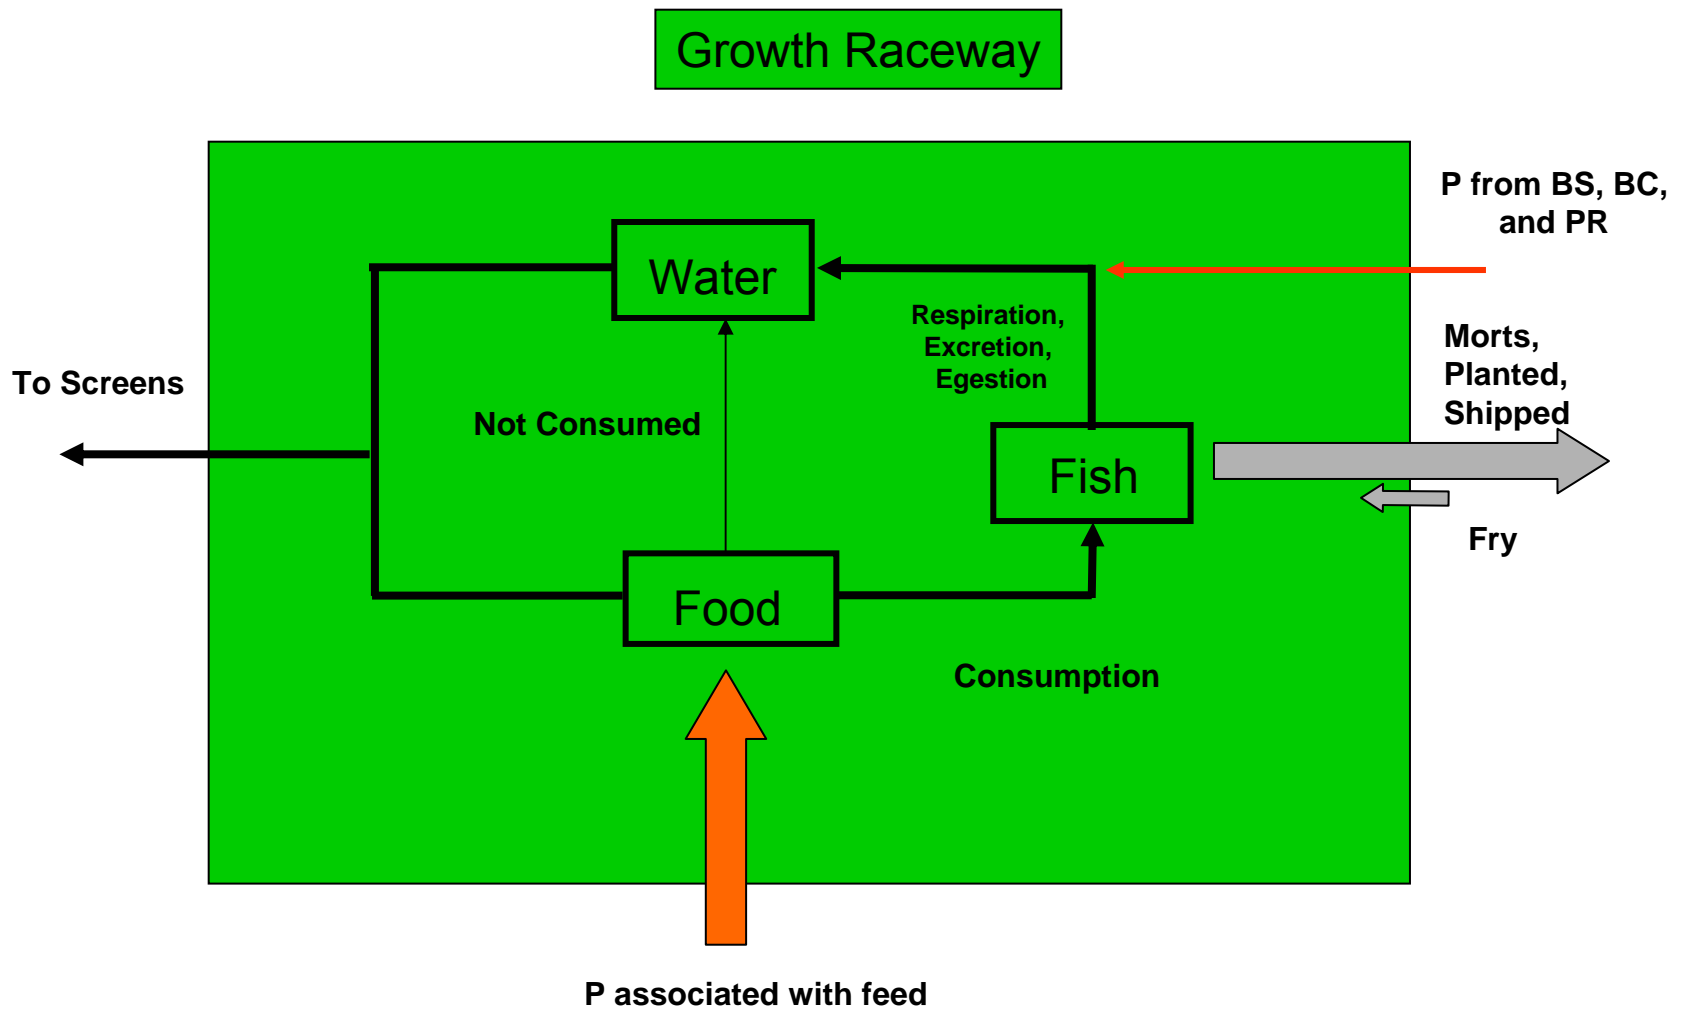 Growth Raceway
P from BS, BC,
and PR
Water
Respiration,
Excretion,
Egestion
Morts,
Planted,
Shipped
To Screens
Not Consumed
Fish
Fry
Food
Consumption
P associated with feed